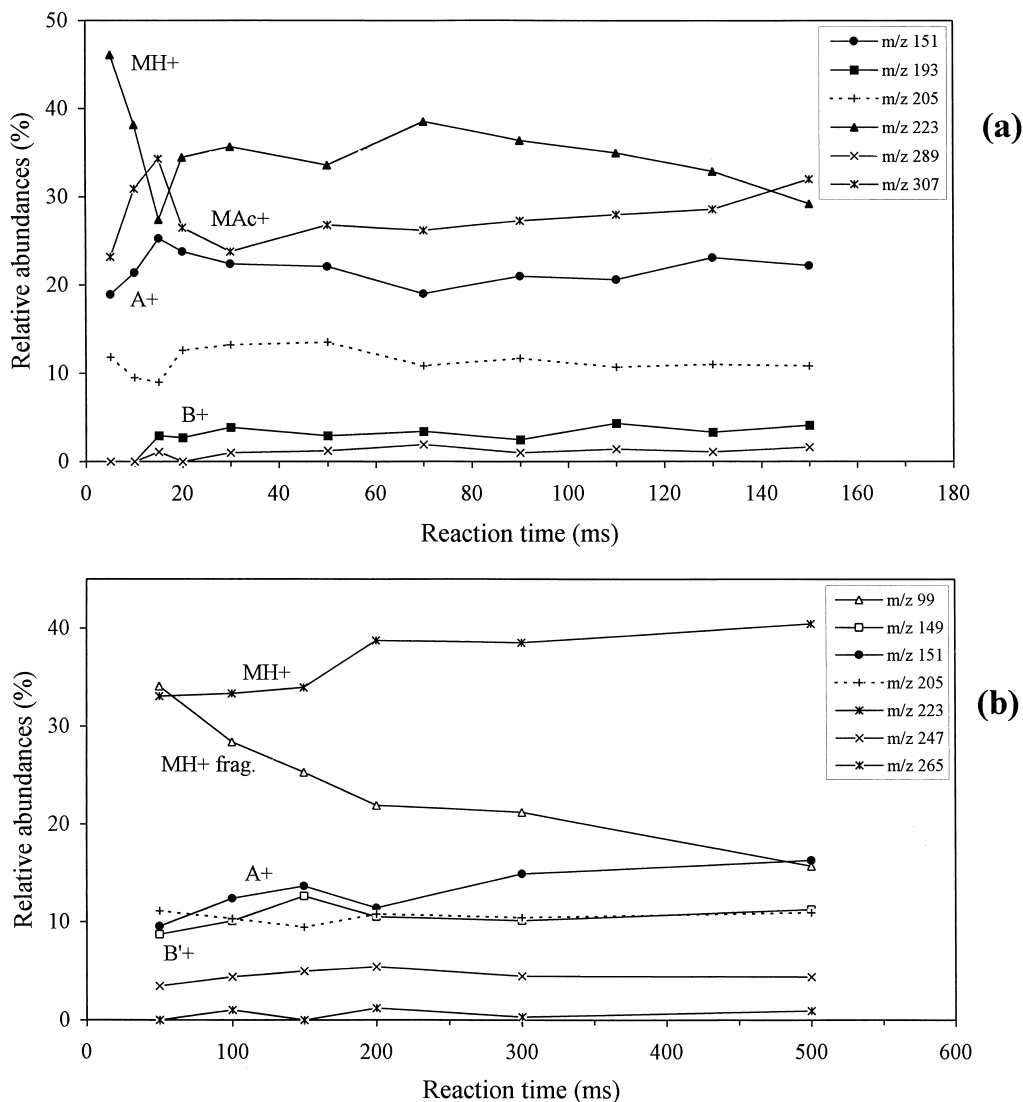 50
40
30
20
10
0
Relative abundances (%)
MH+
MAc+
A+
B+
m/z 151
m/z 193
m/z 205
m/z 223
m/z 289
m/z 307
(a)
0 20 40 60 80 100 120 140 160 180
Reaction time (ms)
40
30
20
10
0
Relative abundances (%)
MH+
MH+ frag.
A+
B'+
m/z 99
m/z 149
m/z 151
m/z 205
m/z 223
m/z 247
m/z 265
(b)
0 100 200 300 400 500 600
Reaction time (ms)